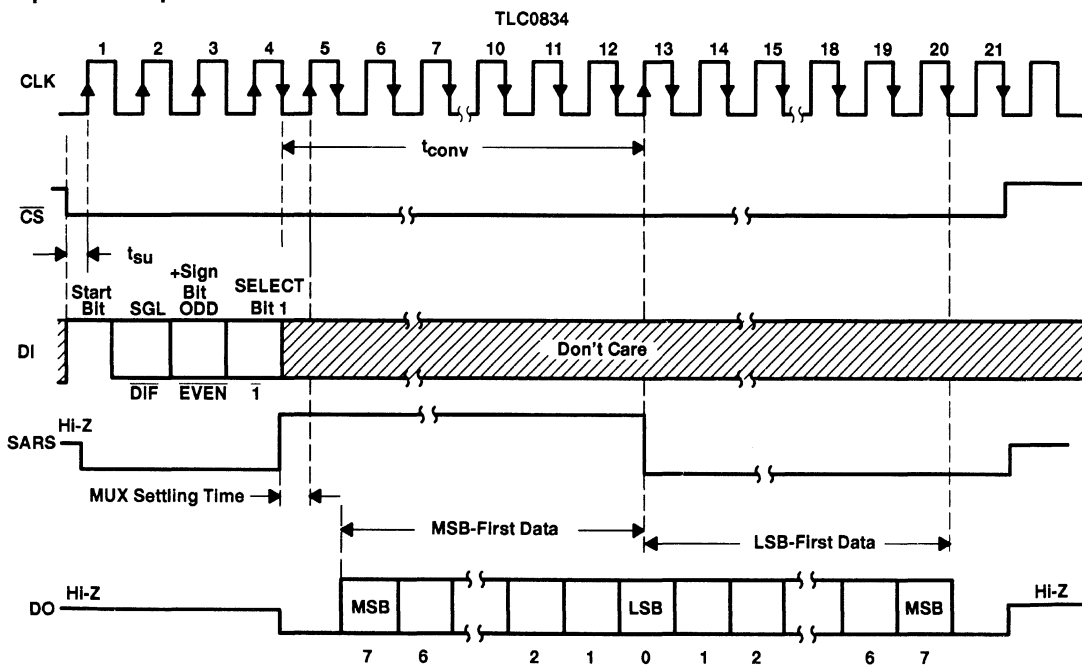 TLC0834
1 2 3 4 5 6 7 10 11 12 13 14 15 18 19 20 21
CLK
tconv
CS
tsu
Start Bit
SGL
+Sign Bit ODD
SELECT Bit 1
DI
Don't Care
DIF EVEN 1
Hi-Z
SARS
MUX Settling Time
MSB-First Data
LSB-First Data
Hi-Z
Hi-Z
DO
MSB
LSB
MSB
7 6 2 1 0 1 2 6 7